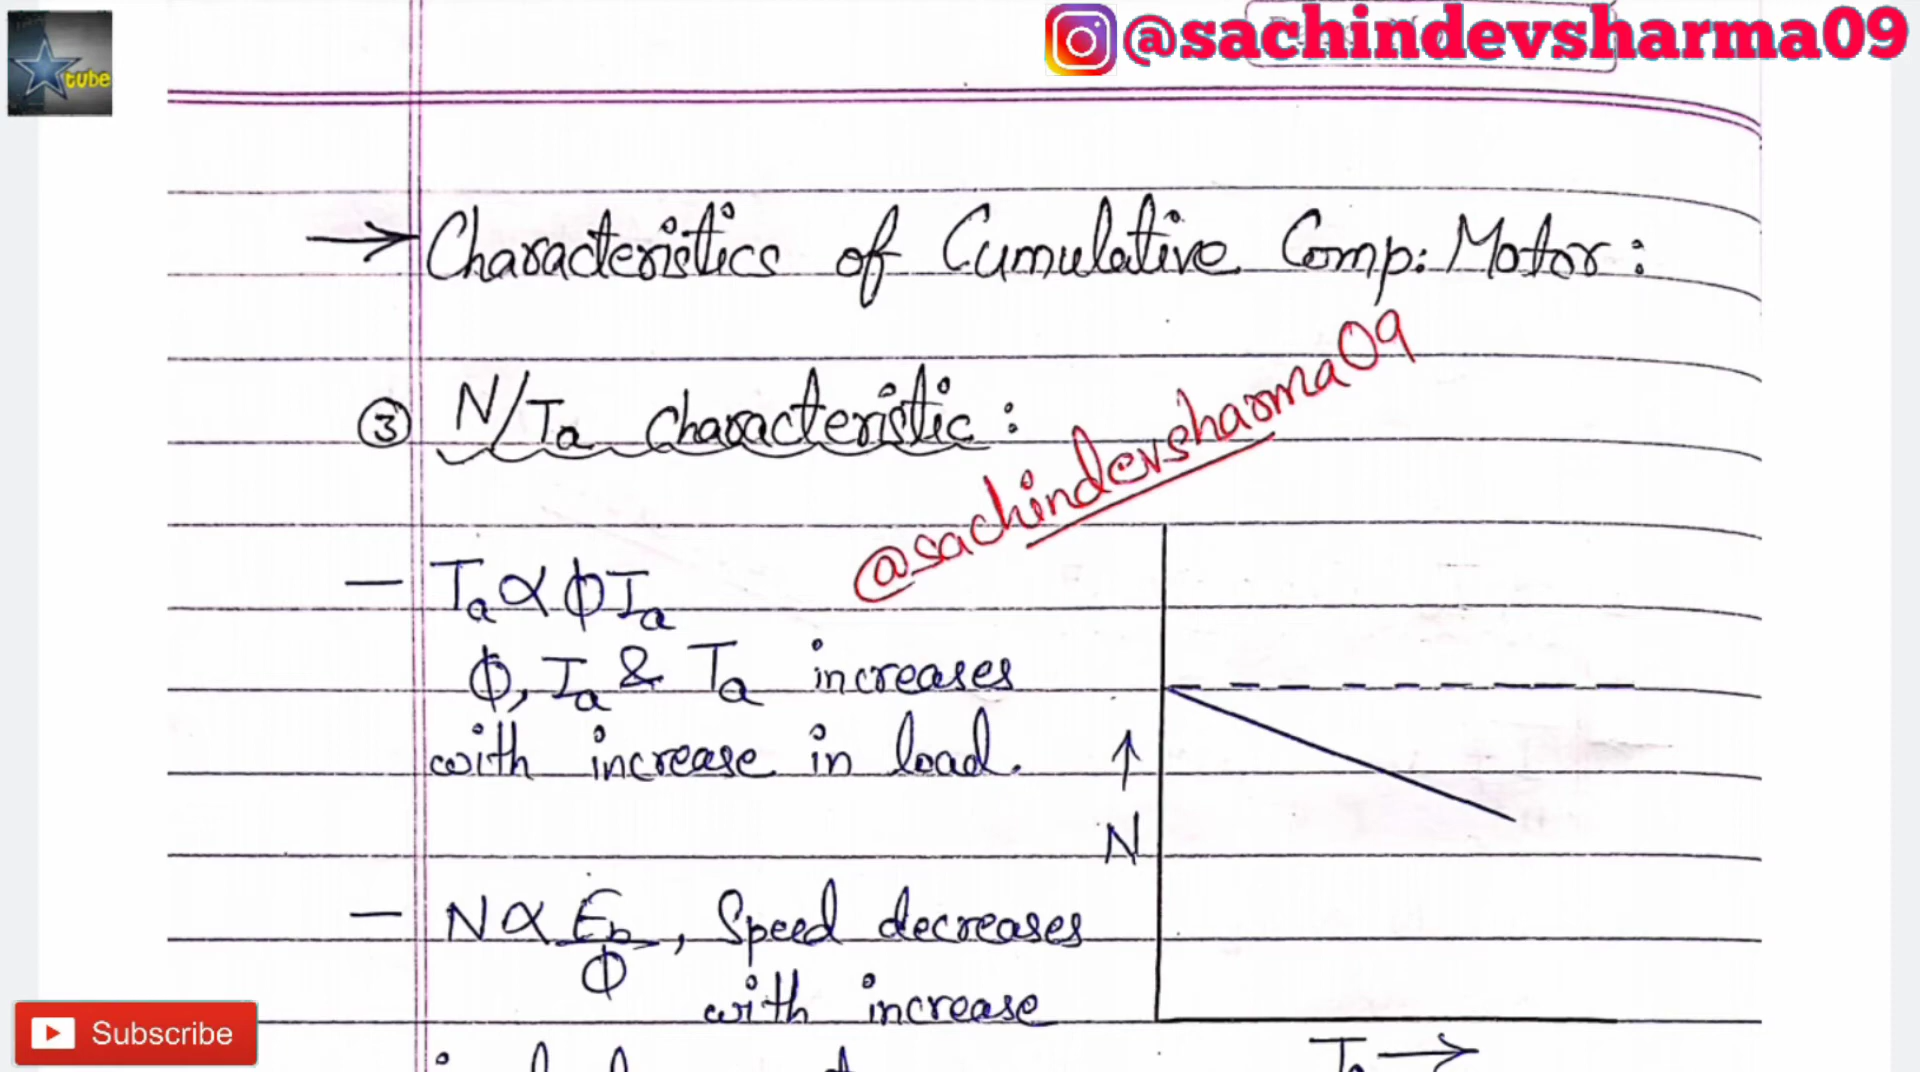 @sachindevsharma09
tube
→ Characteristics of Cumulative Comp: Motor:
③ N/Ta characteristic:
@sachindevsharma09
— Ta ∝ ΦIa
Φ, Ia & Ta increases
with increase in load.
↑
N
— N ∝ Eb/Φ, Speed decreases
with increase
Ta →
Subscribe